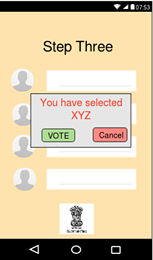 07:53
Step Three
You have selected
XYZ
VOTE Cancel